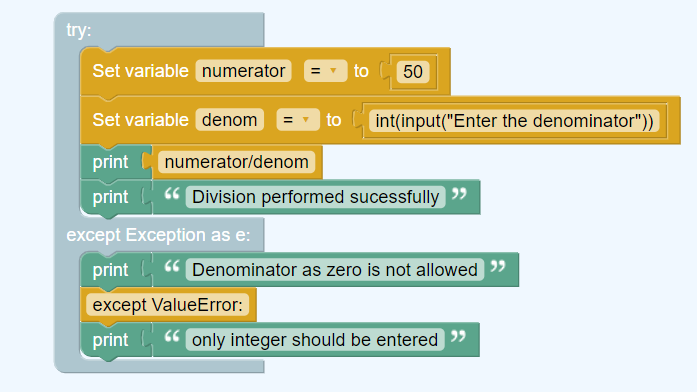 try:
Set variable numerator = ▾ to 50
Set variable denom = ▾ to int(input("Enter the denominator"))
print numerator/denom
print “ Division performed sucessfully ”
except Exception as e:
print “ Denominator as zero is not allowed ”
except ValueError:
print “ only integer should be entered ”